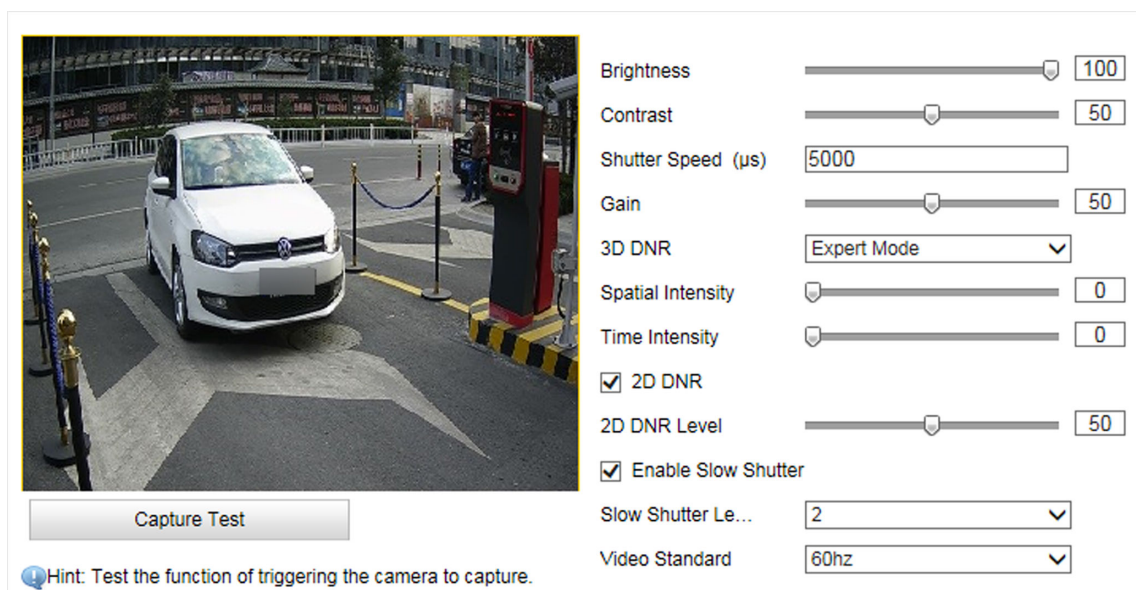 Brightness 100
Contrast 50
Shutter Speed (μs) 5000
Gain 50
3D DNR Expert Mode
Spatial Intensity 0
Time Intensity 0
2D DNR
2D DNR Level 50
Enable Slow Shutter
Slow Shutter Le... 2
Video Standard 60hz
Capture Test
Hint: Test the function of triggering the camera to capture.